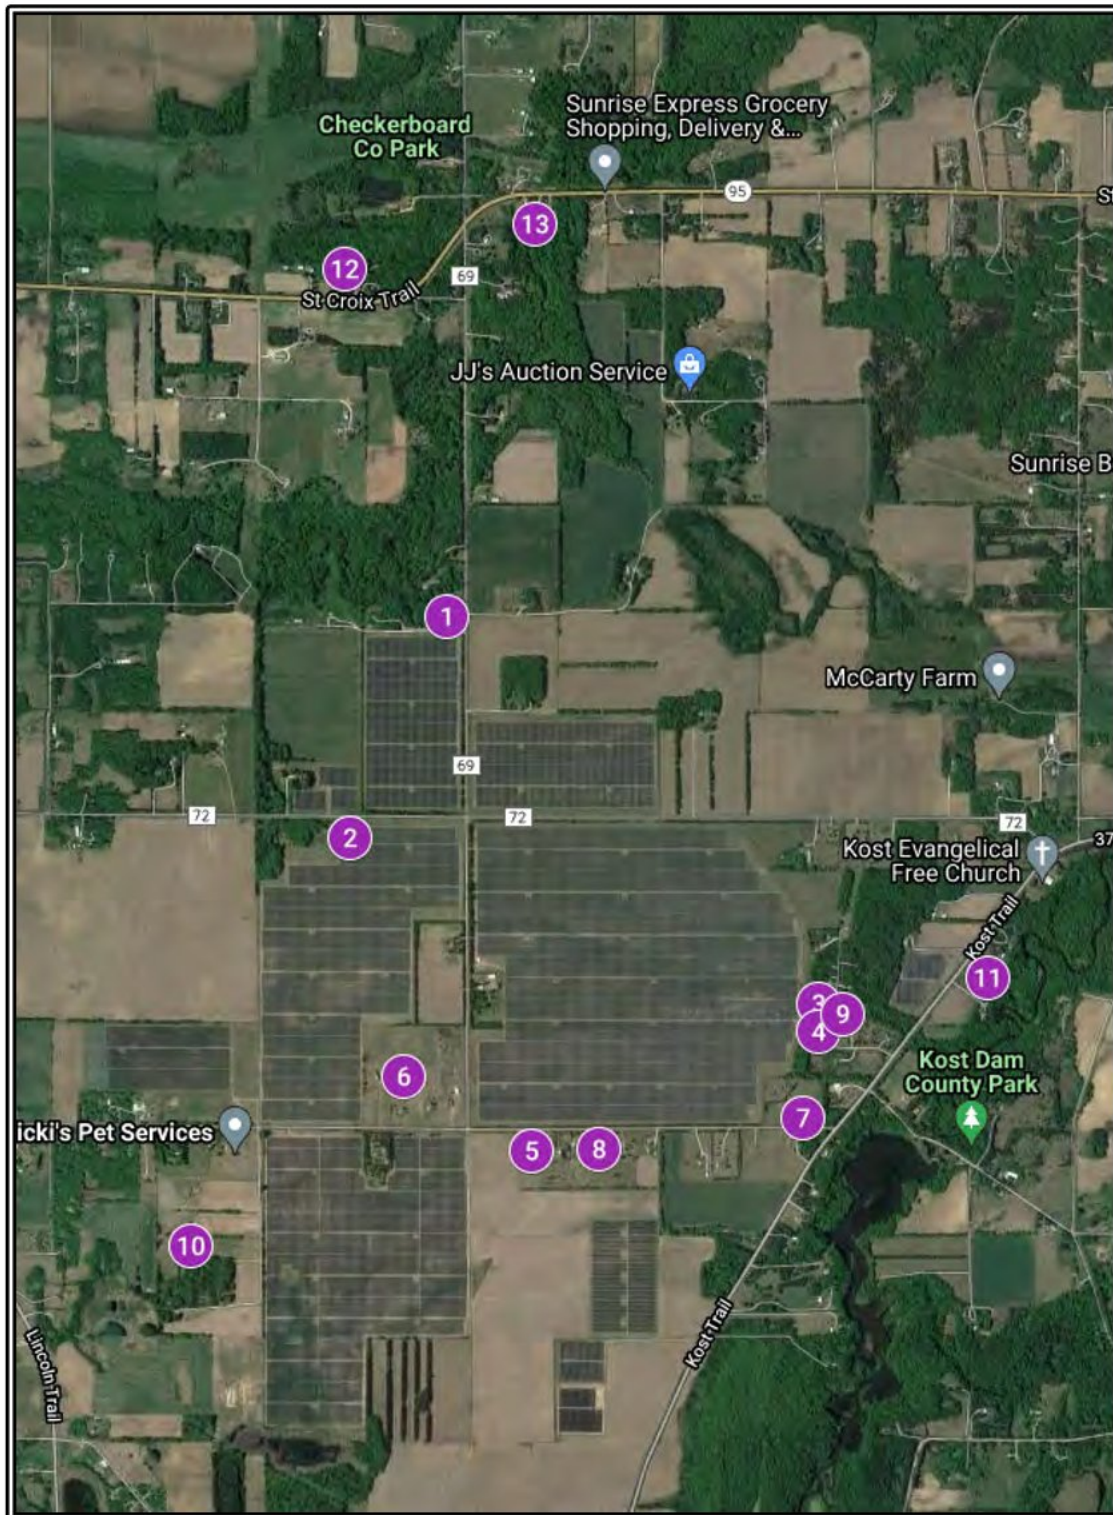 Sunrise Express Grocery
Shopping, Delivery &...
Checkerboard
Co Park
95
St
13
12
69
St Croix Trail
JJ's Auction Service
Sunrise B
1
McCarty Farm
69
72
72
72
2
37
Kost Evangelical
Free Church
Kost Trail
11
3
9
4
Kost Dam
County Park
6
7
icki's Pet Services
5
8
10
Kost Trail
Lincoln Trail